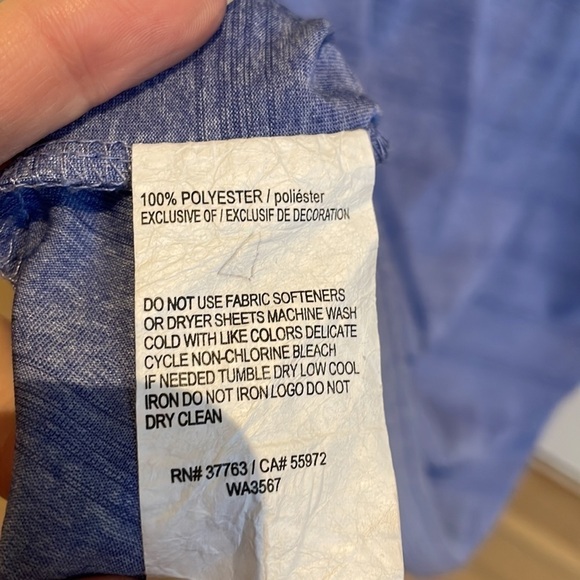 100% POLYESTER / poliéster
EXCLUSIVE OF / EXCLUSIF DE DECORATION
DO NOT USE FABRIC SOFTENERS
OR DRYER SHEETS MACHINE WASH
COLD WITH LIKE COLORS DELICATE
CYCLE NON-CHLORINE BLEACH
IF NEEDED TUMBLE DRY LOW COOL
IRON DO NOT IRON LOGO DO NOT
DRY CLEAN
RN# 37763 / CA# 55972
WA3567